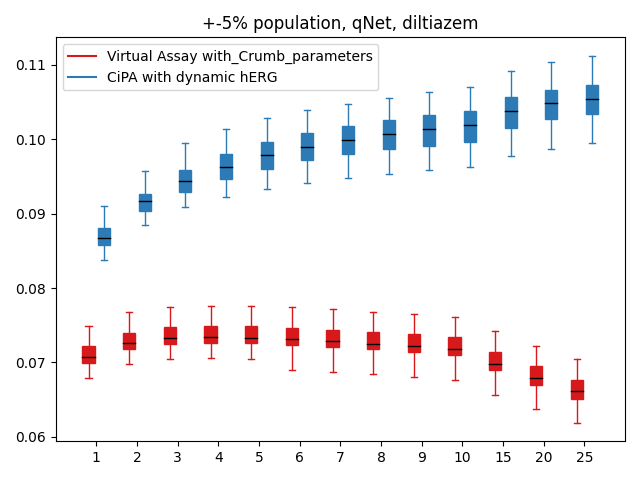 +-5% population, qNet, diltiazem
Virtual Assay with_Crumb_parameters
CiPA with dynamic hERG
0.11
0.10
0.09
0.08
0.07
0.06
1 2 3 4 5 6 7 8 9 10 15 20 25